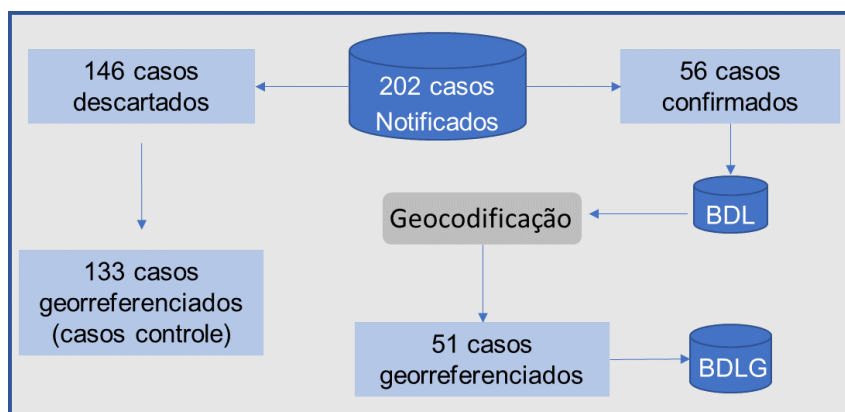 146 casos
descartados
202 casos
Notificados
56 casos
confirmados
BDL
Geocodificação
133 casos
georreferenciados
(casos controle)
51 casos
georreferenciados
BDLG